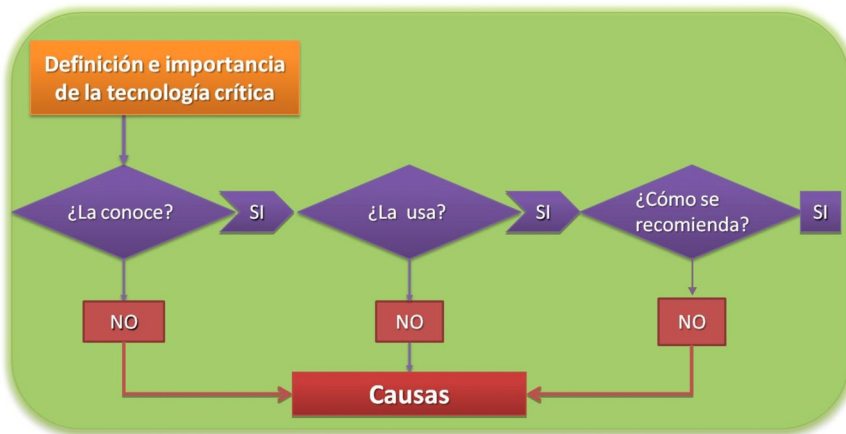 Definición e importancia
de la tecnología crítica
¿La conoce?
SI
¿La usa?
SI
¿Cómo se
recomienda?
SI
NO
NO
NO
Causas